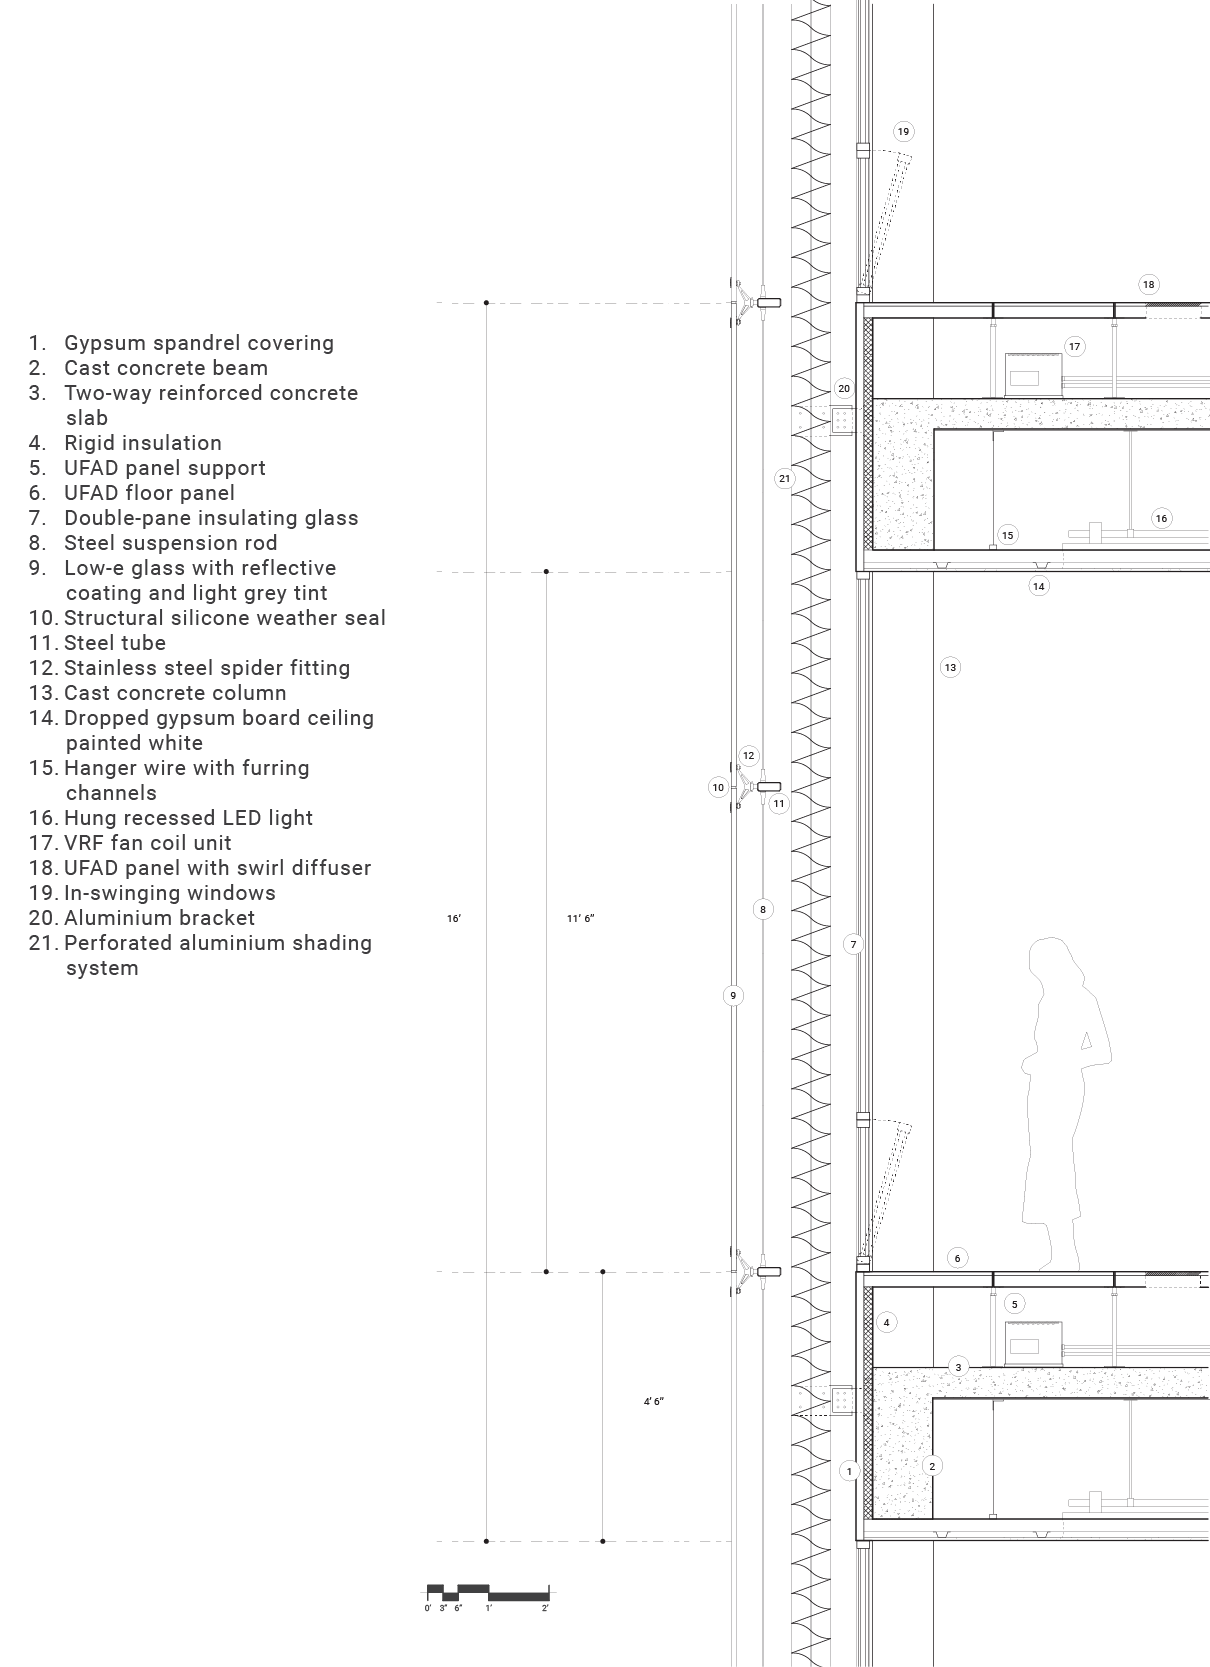 19
18
17
20
21
16
15
14
13
12
10
11
8
16'
11' 6"
7
9
6
5
4
3
4' 6"
2
1
1. Gypsum spandrel covering
2. Cast concrete beam
3. Two-way reinforced concrete
slab
4. Rigid insulation
5. UFAD panel support
6. UFAD floor panel
7. Double-pane insulating glass
8. Steel suspension rod
9. Low-e glass with reflective
coating and light grey tint
10. Structural silicone weather seal
11. Steel tube
12. Stainless steel spider fitting
13. Cast concrete column
14. Dropped gypsum board ceiling
painted white
15. Hanger wire with furring
channels
16. Hung recessed LED light
17. VRF fan coil unit
18. UFAD panel with swirl diffuser
19. In-swinging windows
20. Aluminium bracket
21. Perforated aluminium shading
system
0' 3" 6" 1' 2'